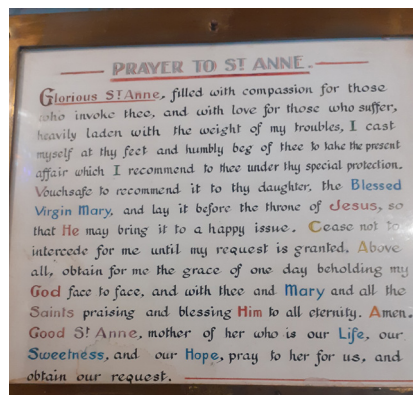 PRAYER TO ST ANNE.
Glorious St Anne, filled with compassion for those
who invoke thee, and with love for those who suffer,
heavily laden with the weight of my troubles, I cast
myself at thy feet and humbly beg of thee to take the present
affair which I recommend to thee under thy special protection.
Vouchsafe to recommend it to thy daughter, the Blessed
Virgin Mary, and lay it before the throne of Jesus, so
that He may bring it to a happy issue. Cease not to
intercede for me until my request is granted. Above
all, obtain for me the grace of one day beholding my
God face to face, and with thee and Mary and all the
Saints praising and blessing Him to all eternity. Amen.
Good St Anne, mother of her who is our Life, our
Sweetness, and our Hope, pray to her for us, and
obtain our request.